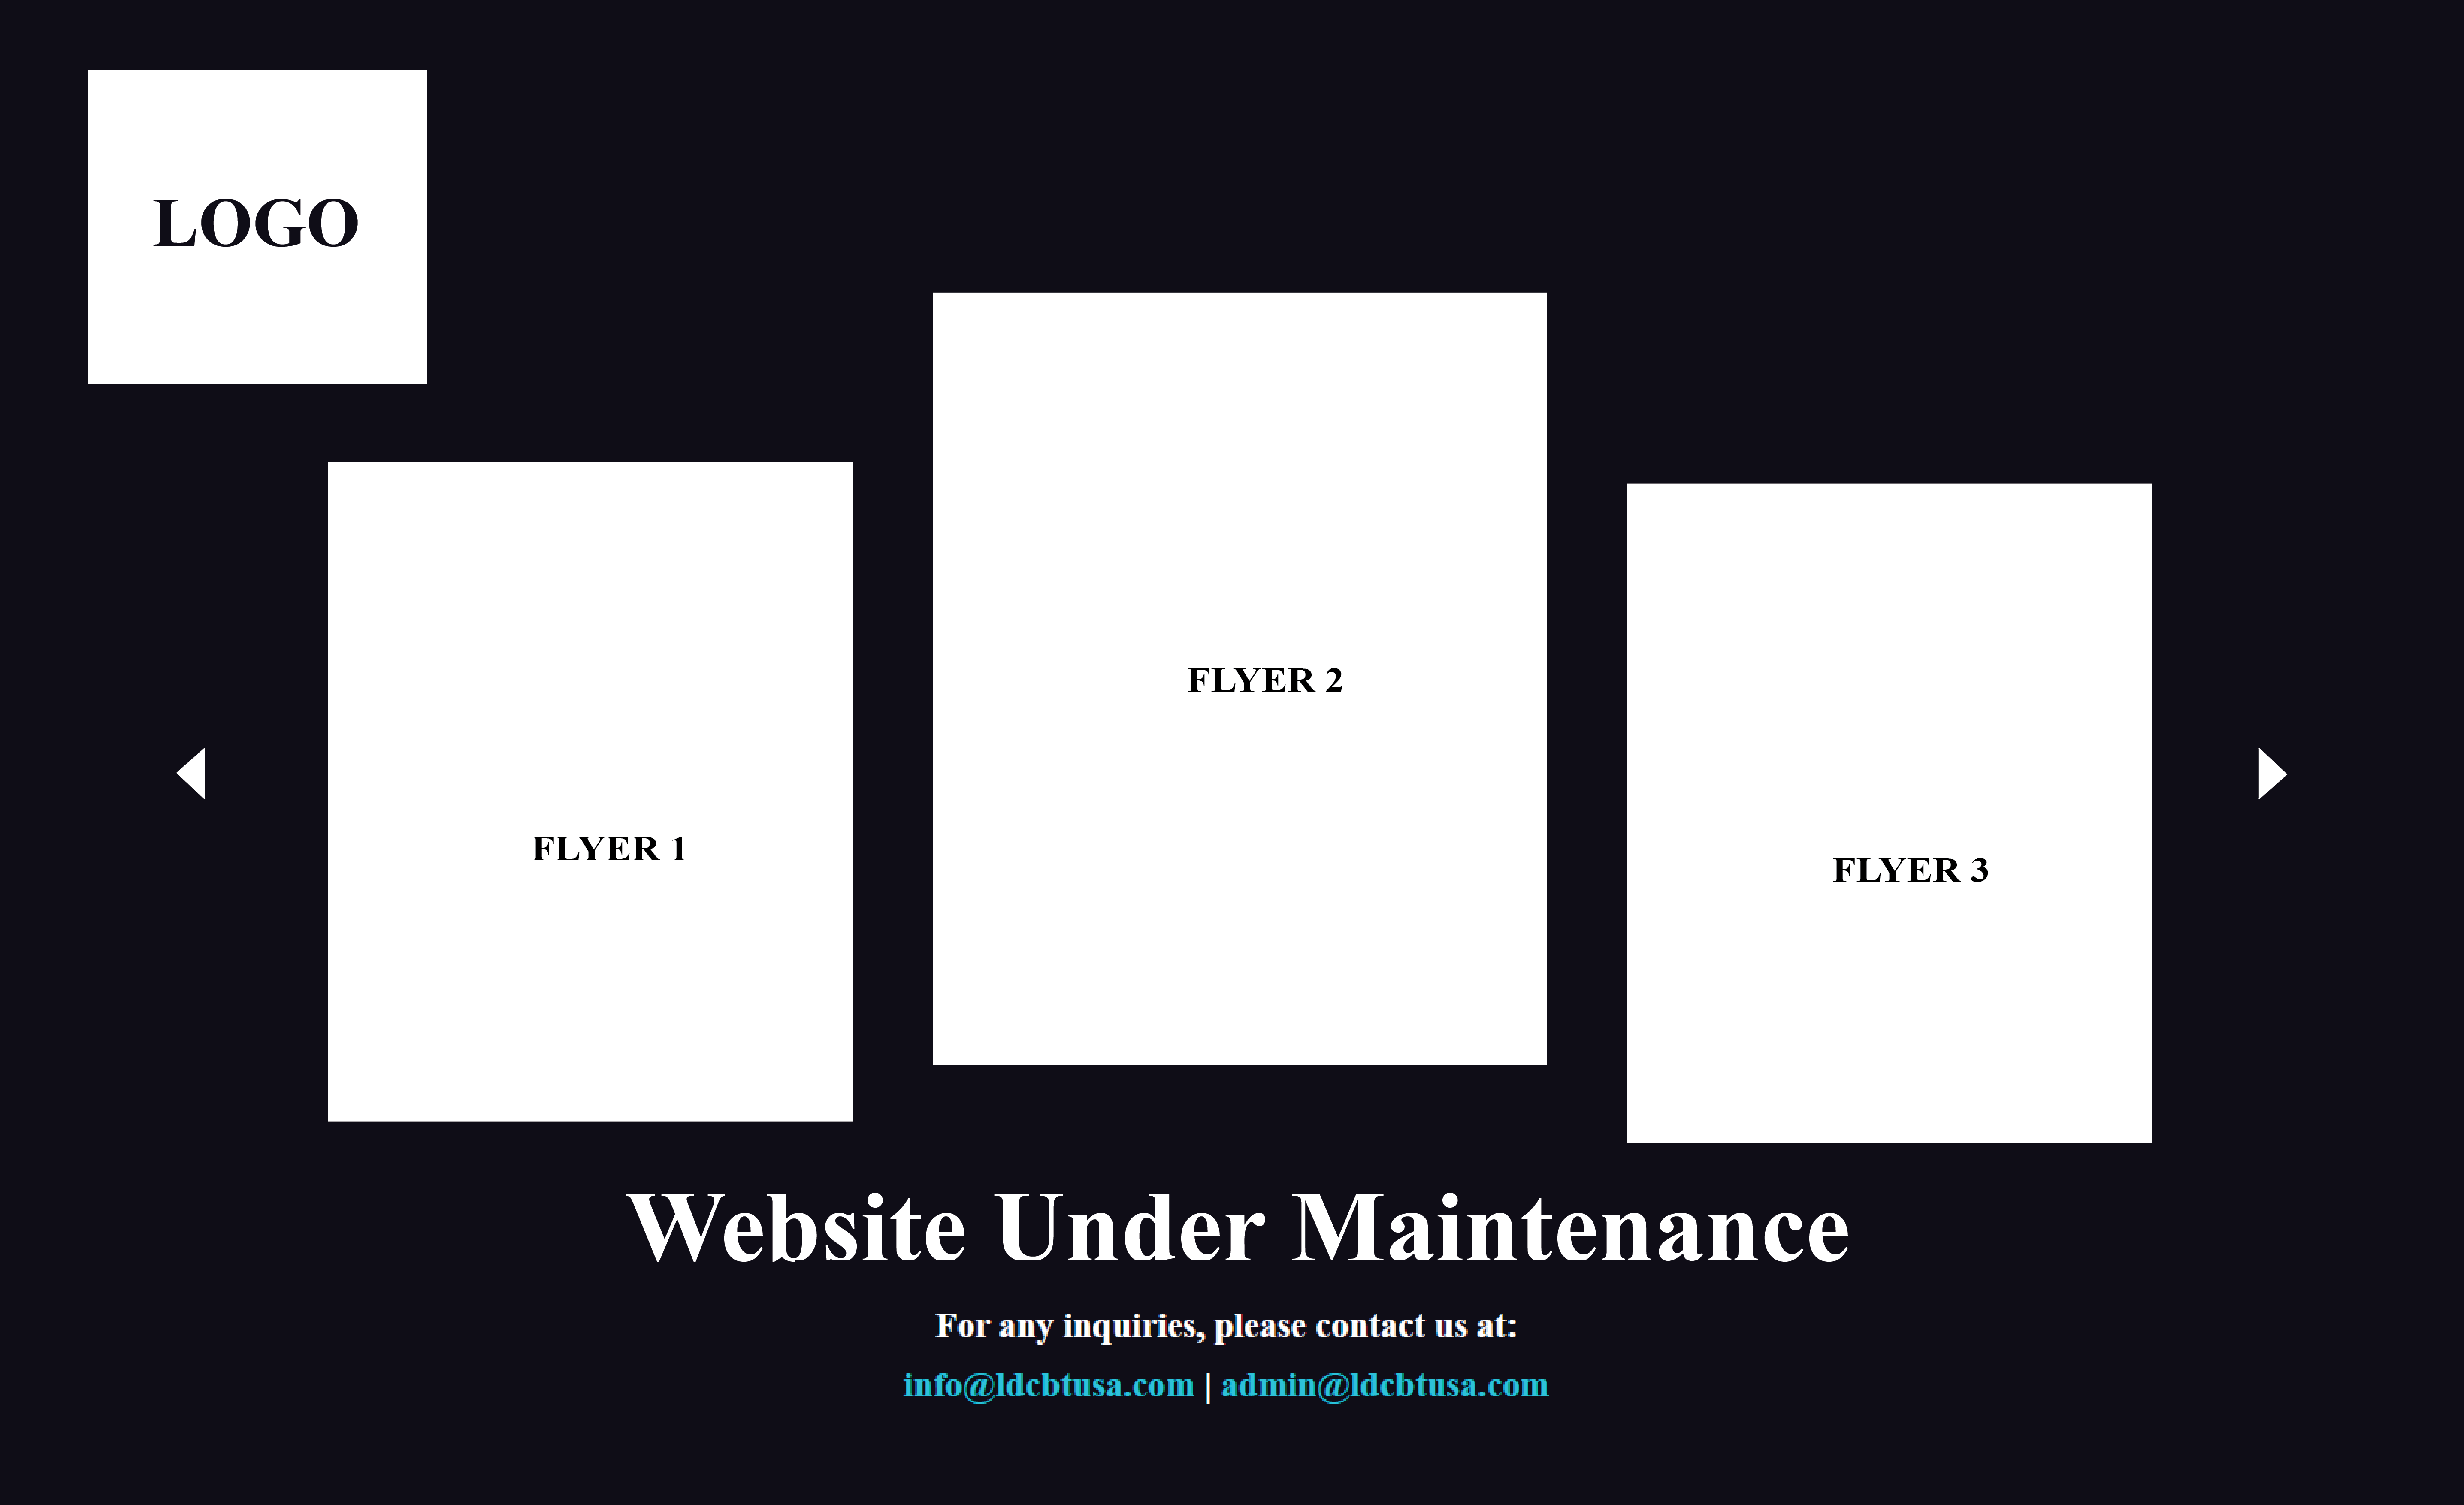 LOGO
FLYER 1
FLYER 2
FLYER 3
Website Under Maintenance
For any inquiries, please contact us at:
info@ldcbtusa.com | admin@ldcbtusa.com